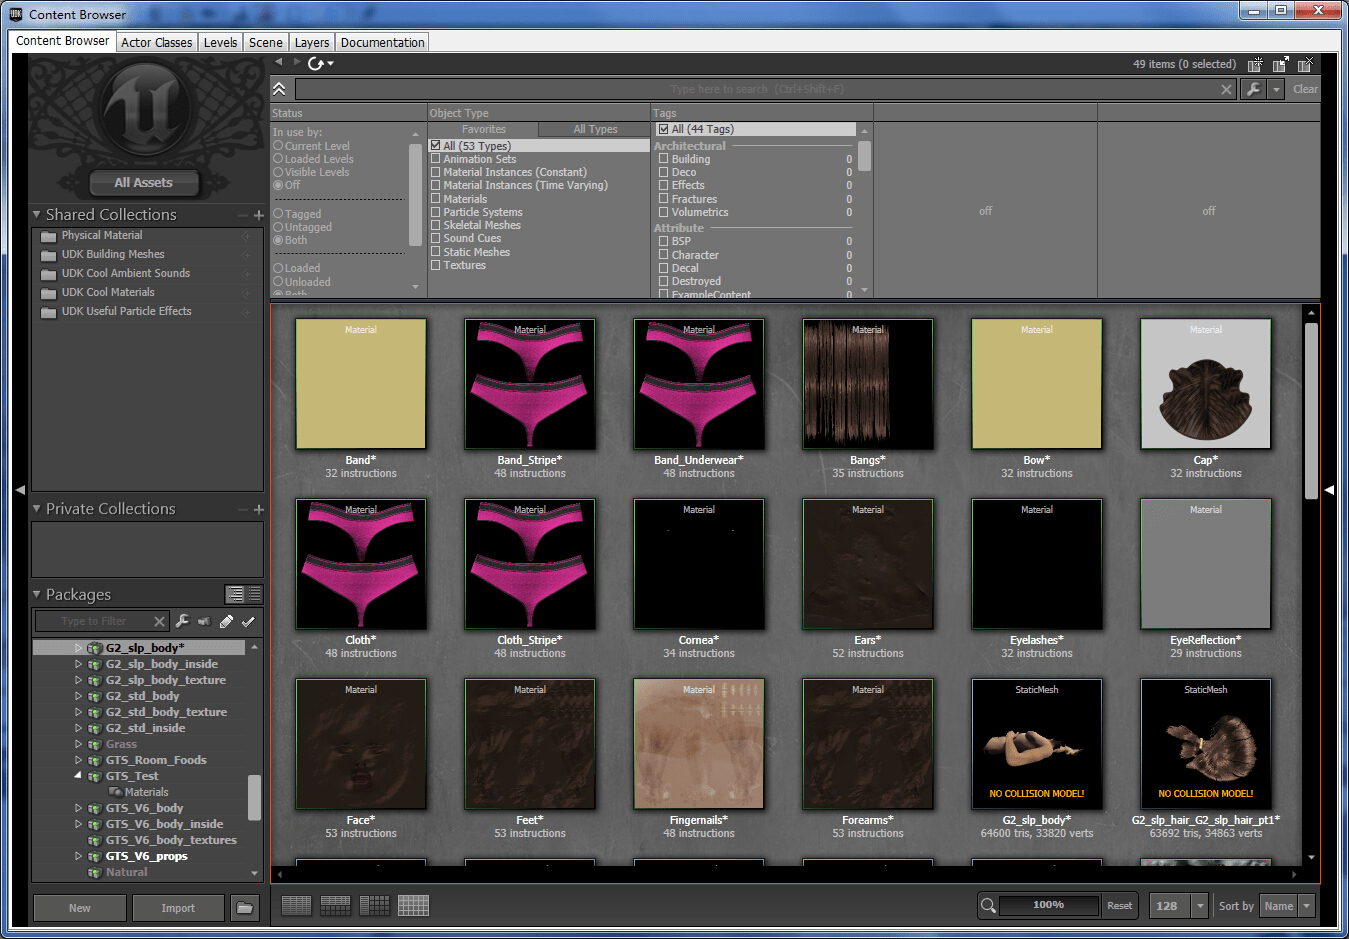 UDK Content Browser
Content Browser Actor Classes Levels Scene Layers Documentation
49 items (0 selected)
Type here to search (Ctrl+Shift+F) Clear
All Assets
Shared Collections
Physical Material
UDK Building Meshes
UDK Cool Ambient Sounds
UDK Cool Materials
UDK Useful Particle Effects
Private Collections
Packages
Type to Filter
G2_slp_body*
G2_slp_body_inside
G2_slp_body_texture
G2_std_body
G2_std_body_texture
G2_std_inside
Grass
GTS_Room_Foods
GTS_Test
Materials
GTS_V6_body
GTS_V6_body_inside
GTS_V6_body_textures
GTS_V6_props
Natural
New Import
Status
In use by:
Current Level
Loaded Levels
Visible Levels
Off
Tagged
Untagged
Both
Loaded
Unloaded
Both
Object Type
Favorites All Types
All (53 Types)
Animation Sets
Material Instances (Constant)
Material Instances (Time Varying)
Materials
Particle Systems
Skeletal Meshes
Sound Cues
Static Meshes
Textures
Tags
All (44 Tags)
Architectural
Building 0
Deco 0
Effects 0
Fractures 0
Volumetrics 0
Attribute
BSP 0
Character 0
Decal 0
Destroyed 0
ExampleContent 0
off off
Material Material Material Material Material Material
Band* Band_Stripe* Band_Underwear* Bangs* Bow* Cap*
32 instructions 48 instructions 48 instructions 35 instructions 32 instructions 32 instructions
Material Material Material Material Material Material
Cloth* Cloth_Stripe* Cornea* Ears* Eyelashes* EyeReflection*
48 instructions 48 instructions 34 instructions 52 instructions 32 instructions 29 instructions
Material Material Material Material StaticMesh StaticMesh
NO COLLISION MODEL! NO COLLISION MODEL!
Face* Feet* Fingernails* Forearms* G2_slp_body* G2_slp_hair_G2_slp_hair_pt1*
53 instructions 53 instructions 48 instructions 53 instructions 64600 tris, 33820 verts 63692 tris, 34863 verts
100% Reset 128 Sort by Name